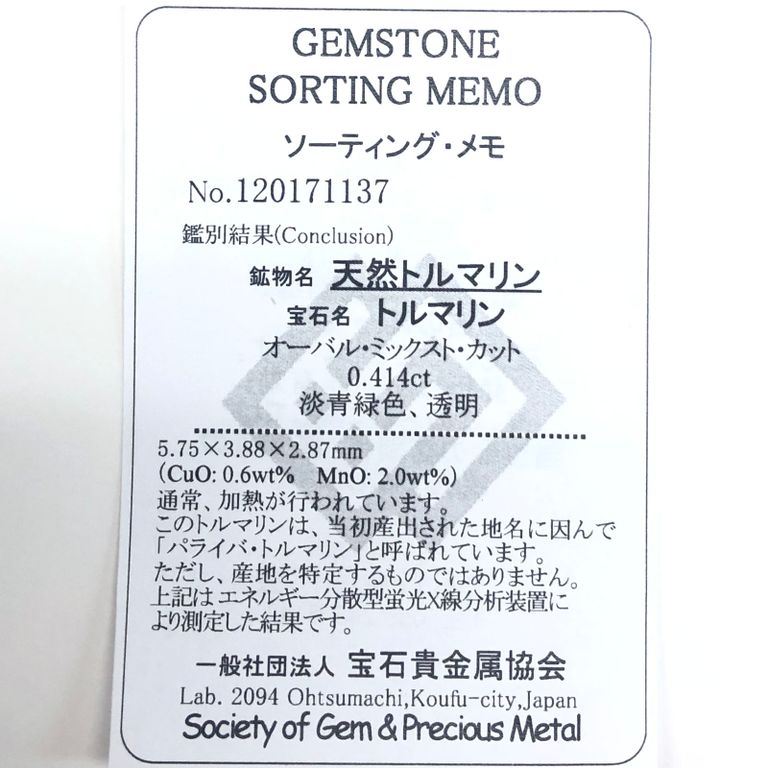 GEMSTONE
SORTING MEMO
ソーティング・メモ
No.120171137
鑑別結果(Conclusion)
鉱物名 天然トルマリン
宝石名 トルマリン
オーバル・ミックスト・カット
0.414ct
淡青緑色、透明
5.75×3.88×2.87mm
(CuO: 0.6wt% MnO: 2.0wt%)
通常、加熱が行われています。
このトルマリンは、当初産出された地名に因んで
「パライバ・トルマリン」と呼ばれています。
ただし、産地を特定するものではありません。
上記は エネルギー分散型蛍光X線分析装置に
より測定した結果です。
一般社団法人 宝石貴金属協会
Lab. 2094 Ohtsumachi,Koufu-city,Japan
Society of Gem & Precious Metal